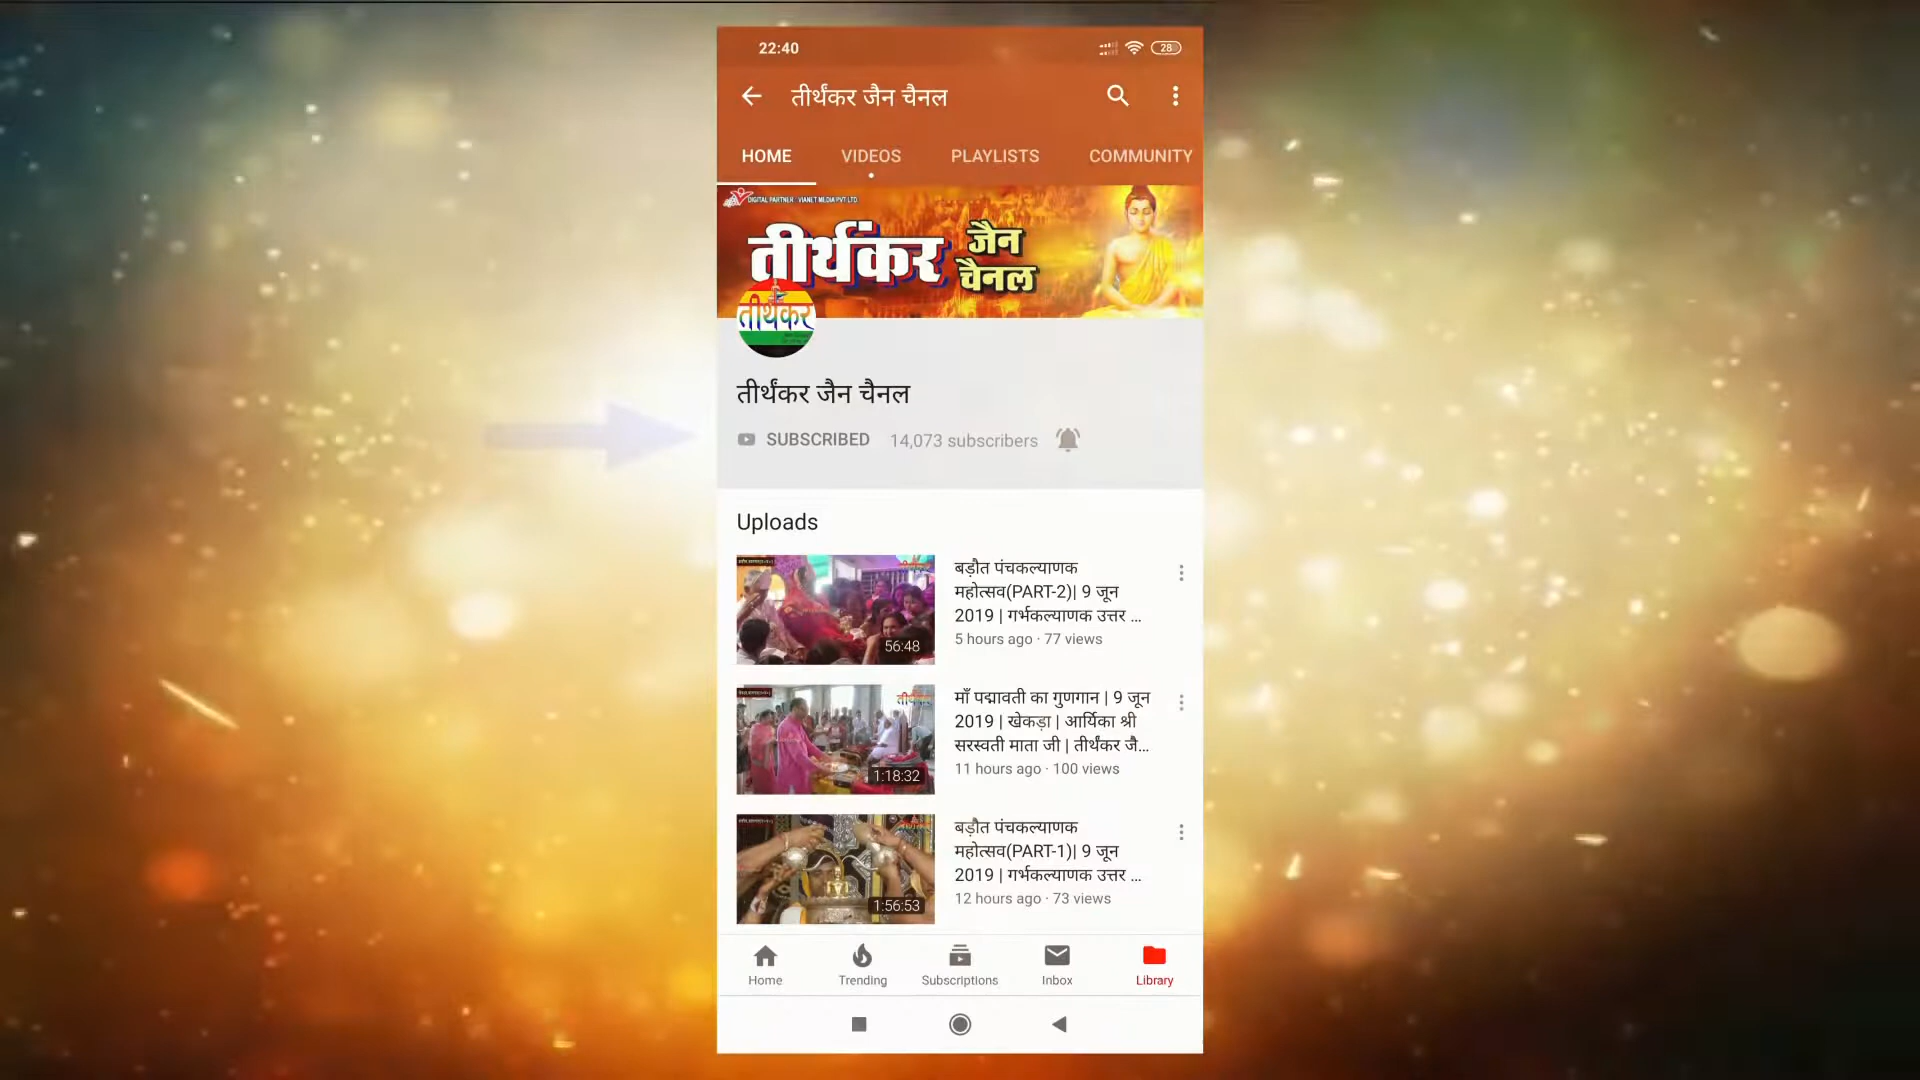 22:40
28
तीर्थंकर जैन चैनल
HOME VIDEOS PLAYLISTS COMMUNITY
DIGITAL PARTNER : VIANET MEDIA PVT LTD.
तीर्थंकर जैन चैनल
तीर्थंकर
तीर्थंकर जैन चैनल
SUBSCRIBED 14,073 subscribers
Uploads
बड़ौत पंचकल्याणक
महोत्सव(PART-2)| 9 जून
2019 | गर्भकल्याणक उत्तर ...
5 hours ago · 77 views
56:48
माँ पद्मावती का गुणगान | 9 जून
2019 | खेकड़ा | आर्यिका श्री
सरस्वती माता जी | तीर्थंकर जै...
11 hours ago · 100 views
1:18:32
बड़ौत पंचकल्याणक
महोत्सव(PART-1)| 9 जून
2019 | गर्भकल्याणक उत्तर ...
12 hours ago · 73 views
1:56:53
Home Trending Subscriptions Inbox Library